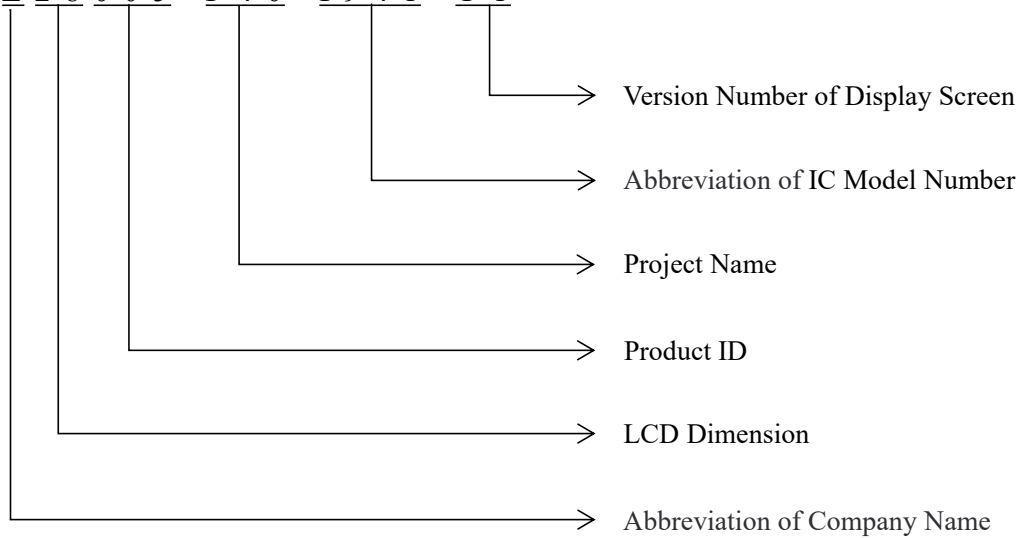 Version Number of Display Screen
Abbreviation of IC Model Number
Project Name
Product ID
LCD Dimension
Abbreviation of Company Name